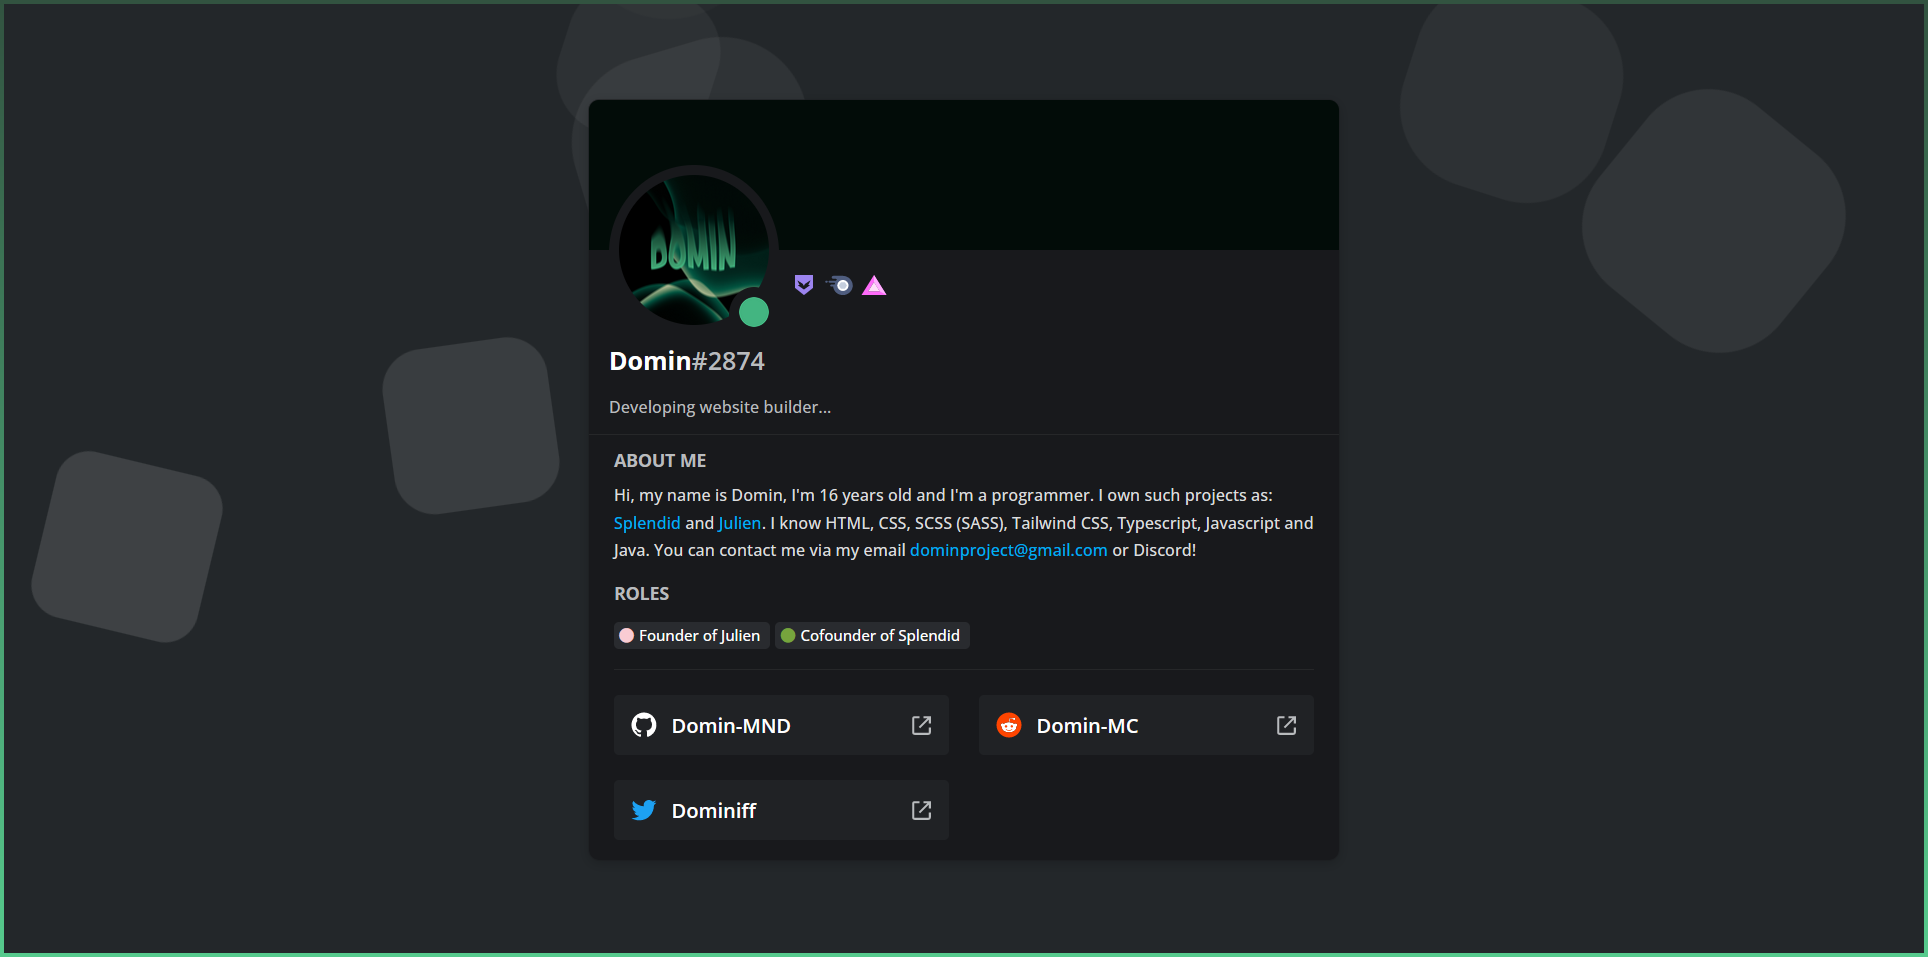 DOMIN
Domin#2874
Developing website builder...
ABOUT ME
Hi, my name is Domin, I'm 16 years old and I'm a programmer. I own such projects as:
Splendid and Julien. I know HTML, CSS, SCSS (SASS), Tailwind CSS, Typescript, Javascript and
Java. You can contact me via my email dominproject@gmail.com or Discord!
ROLES
Founder of Julien Cofounder of Splendid
Domin-MND Domin-MC
Dominiff